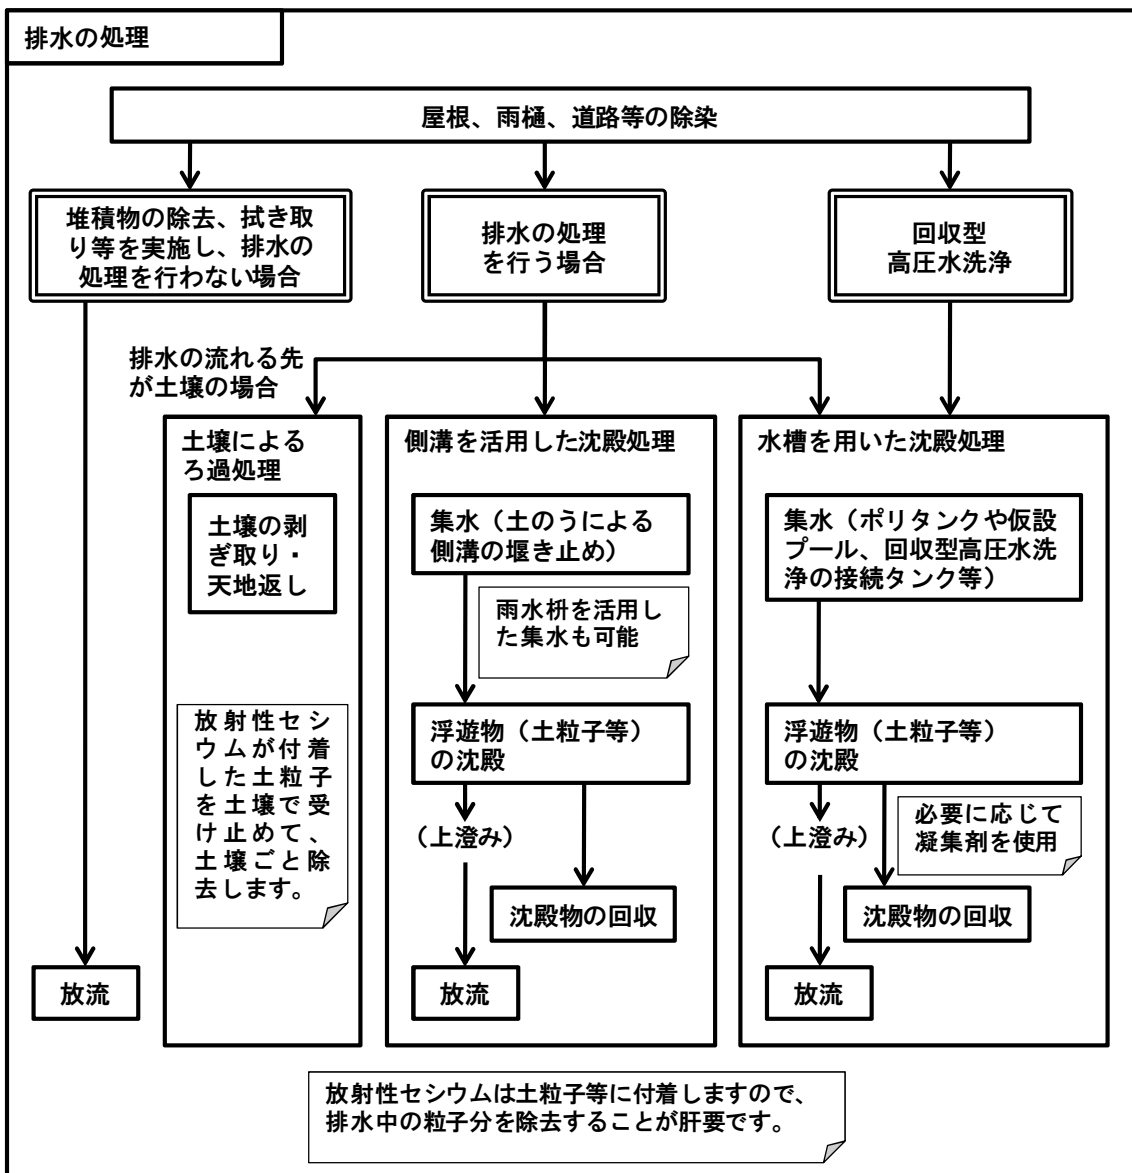 排水の処理
屋根、雨樋、道路等の除染
堆積物の除去、拭き取
り等を実施し、排水の
処理を行わない場合
排水の処理
を行う場合
回収型
高圧水洗浄
排水の流れる先
が土壌の場合
土壌による
ろ過処理
土壌の剥
ぎ取り・
天地返し
放射性セシ
ウムが付着
した土粒子
を土壌で受
け止めて、
土壌ごと除
去します。
側溝を活用した沈殿処理
集水（土のうによる
側溝の堰き止め）
雨水枡を活用し
た集水も可能
浮遊物（土粒子等）
の沈殿
（上澄み）
沈殿物の回収
放流
水槽を用いた沈殿処理
集水（ポリタンクや仮設
プール、回収型高圧水洗
浄の接続タンク等）
浮遊物（土粒子等）
の沈殿
必要に応じて
凝集剤を使用
（上澄み）
沈殿物の回収
放流
放流
放射性セシウムは土粒子等に付着しますので、
排水中の粒子分を除去することが肝要です。